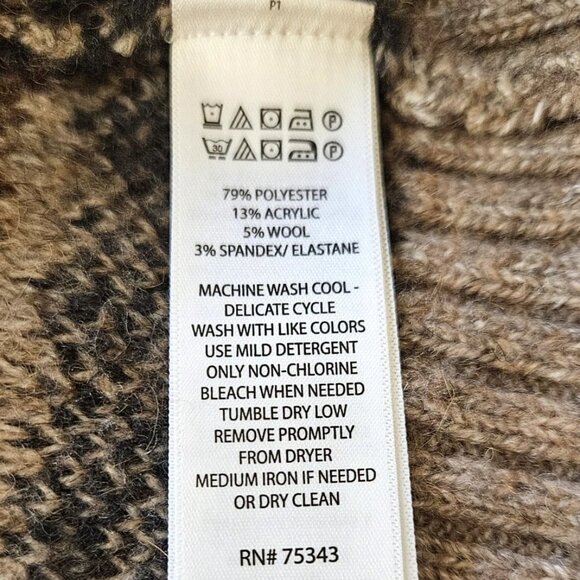 P1
P
30
P
79% POLYESTER
13% ACRYLIC
5% WOOL
3% SPANDEX/ ELASTANE
MACHINE WASH COOL -
DELICATE CYCLE
WASH WITH LIKE COLORS
USE MILD DETERGENT
ONLY NON-CHLORINE
BLEACH WHEN NEEDED
TUMBLE DRY LOW
REMOVE PROMPTLY
FROM DRYER
MEDIUM IRON IF NEEDED
OR DRY CLEAN
RN# 75343